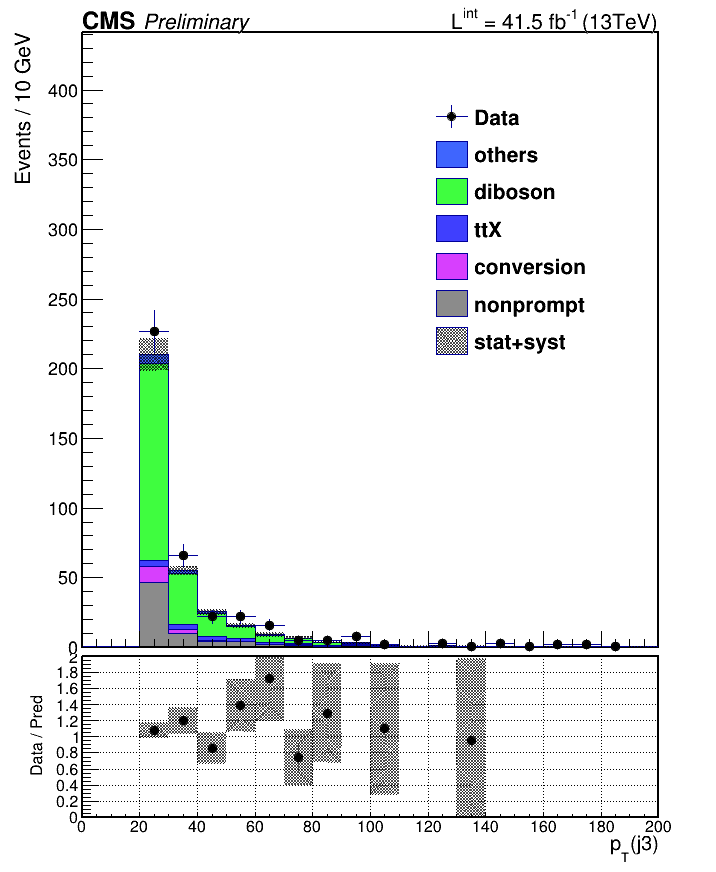 CMS Preliminary L^int = 41.5 fb^-1 (13TeV)
Events / 10 GeV
400
350
300
250
200
150
100
50
0
Data
others
diboson
ttX
conversion
nonprompt
stat+syst
Data / Pred
2
1.8
1.6
1.4
1.2
1
0.8
0.6
0.4
0.2
0
0 20 40 60 80 100 120 140 160 180 200
p_T(j3)